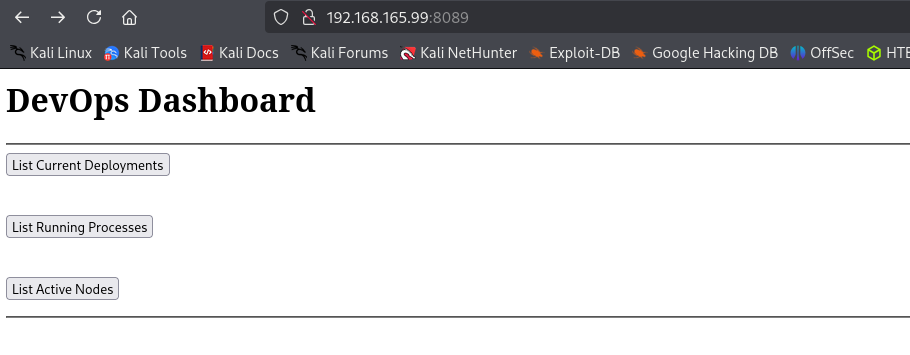 192.168.165.99:8089
Kali Linux Kali Tools Kali Docs Kali Forums Kali NetHunter Exploit-DB Google Hacking DB OffSec HTB
DevOps Dashboard
List Current Deployments
List Running Processes
List Active Nodes